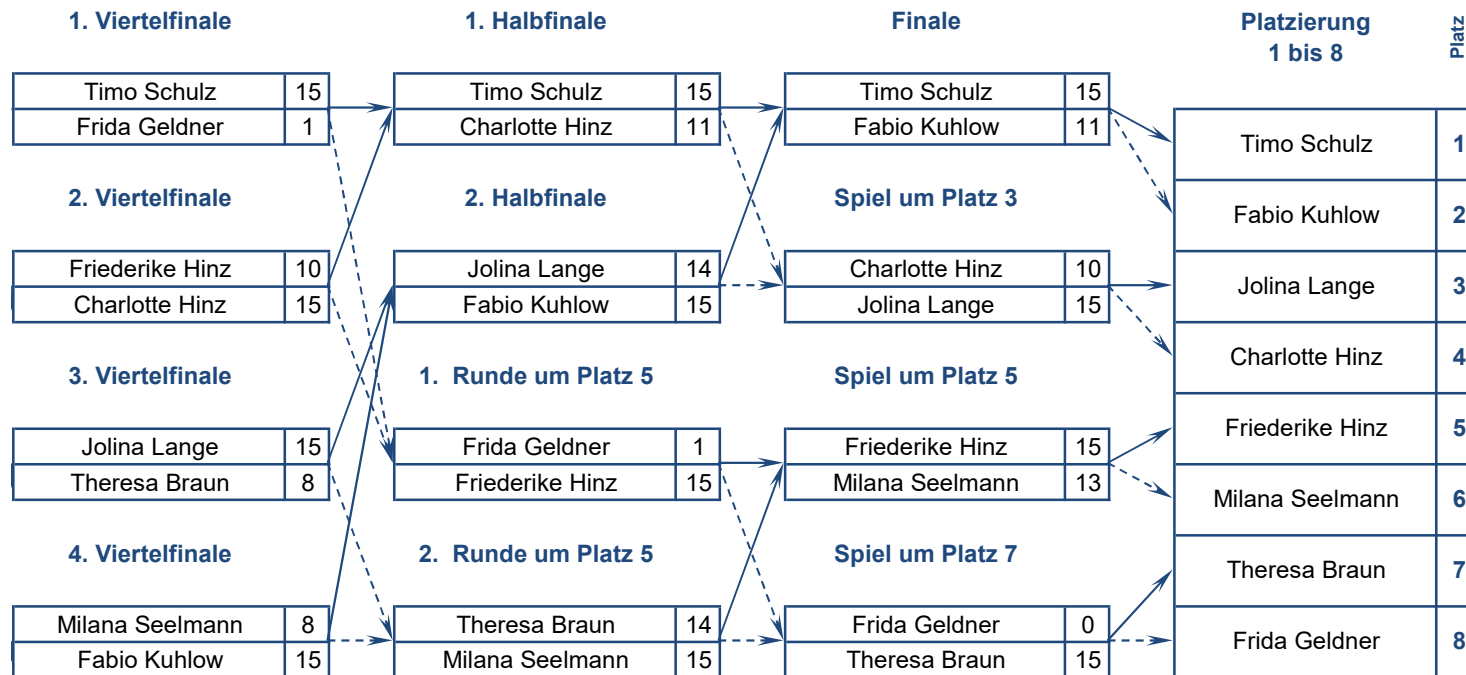 1. Viertelfinale
1. Halbfinale
Finale
Platzierung
1 bis 8
Platz
Timo Schulz 15
Frida Geldner 1
Timo Schulz 15
Charlotte Hinz 11
Timo Schulz 15
Fabio Kuhlow 11
2. Viertelfinale
2. Halbfinale
Spiel um Platz 3
Friederike Hinz 10
Charlotte Hinz 15
Jolina Lange 14
Fabio Kuhlow 15
Charlotte Hinz 10
Jolina Lange 15
3. Viertelfinale
1. Runde um Platz 5
Spiel um Platz 5
Jolina Lange 15
Theresa Braun 8
Frida Geldner 1
Friederike Hinz 15
Friederike Hinz 15
Milana Seelmann 13
4. Viertelfinale
2. Runde um Platz 5
Spiel um Platz 7
Milana Seelmann 8
Fabio Kuhlow 15
Theresa Braun 14
Milana Seelmann 15
Frida Geldner 0
Theresa Braun 15
Timo Schulz 1
Fabio Kuhlow 2
Jolina Lange 3
Charlotte Hinz 4
Friederike Hinz 5
Milana Seelmann 6
Theresa Braun 7
Frida Geldner 8